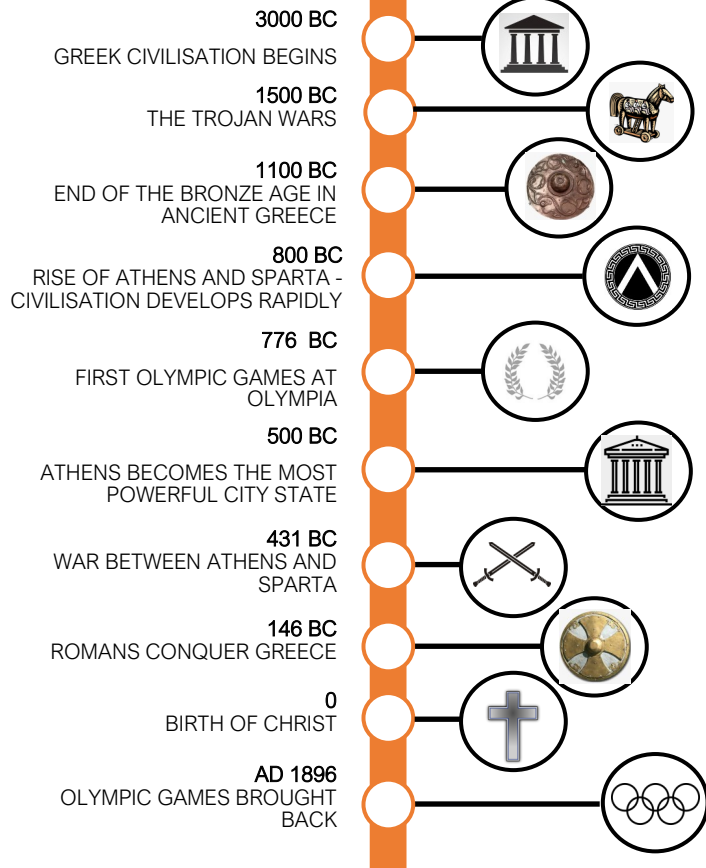 3000 BC
GREEK CIVILISATION BEGINS
1500 BC
THE TROJAN WARS
1100 BC
END OF THE BRONZE AGE IN
ANCIENT GREECE
800 BC
RISE OF ATHENS AND SPARTA -
CIVILISATION DEVELOPS RAPIDLY
776 BC
FIRST OLYMPIC GAMES AT
OLYMPIA
500 BC
ATHENS BECOMES THE MOST
POWERFUL CITY STATE
431 BC
WAR BETWEEN ATHENS AND
SPARTA
146 BC
ROMANS CONQUER GREECE
0
BIRTH OF CHRIST
AD 1896
OLYMPIC GAMES BROUGHT
BACK